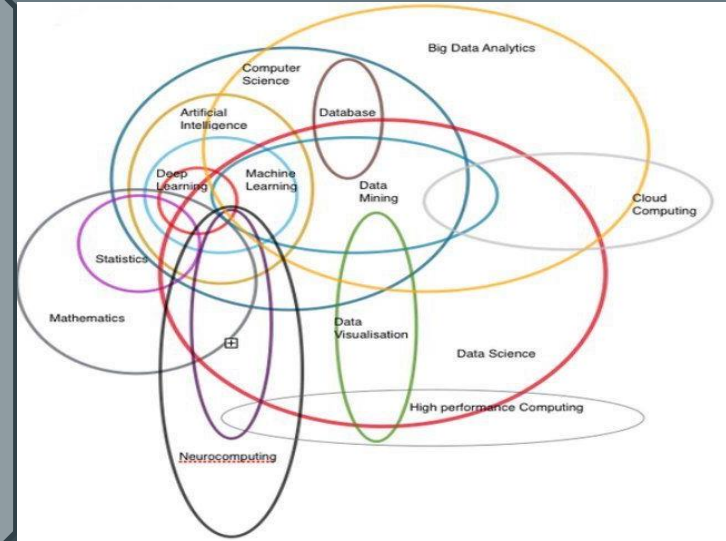 Big Data Analytics
Computer
Science
Artificial
Intelligence
Database
Deep
Learning
Machine
Learning
Data
Mining
Cloud
Computing
Statistics
Mathematics
Data
Visualisation
Data Science
High performance Computing
Neurocomputing